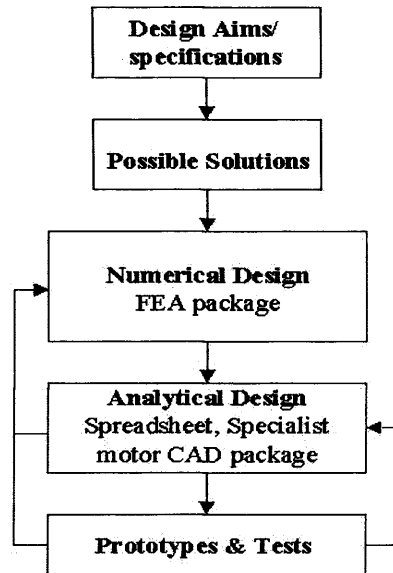 Design Aims/
specifications
Possible Solutions
Numerical Design
FEA package
Analytical Design
Spreadsheet, Specialist
motor CAD package
Prototypes & Tests